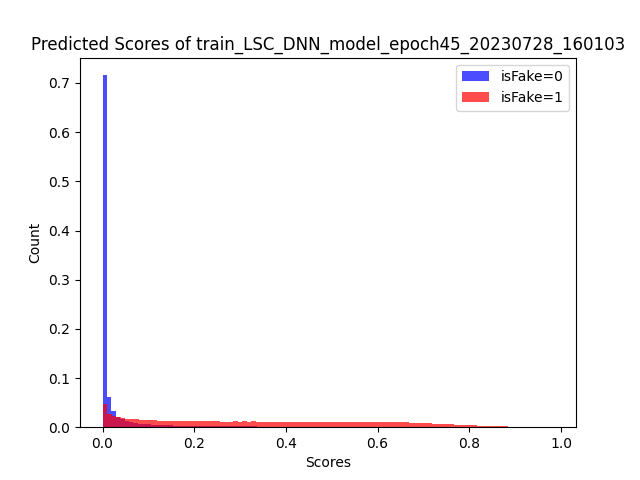 Predicted Scores of train_LSC_DNN_model_epoch45_20230728_160103
isFake=0
isFake=1
0.7
0.6
0.5
0.4
0.3
0.2
0.1
0.0
Count
0.0 0.2 0.4 0.6 0.8 1.0
Scores